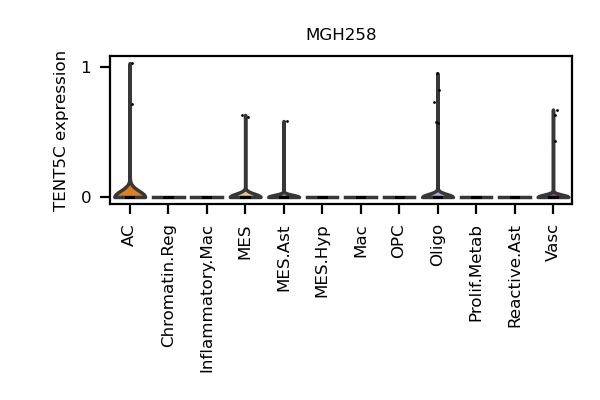 MGH258
TENT5C expression
1
0
AC
Chromatin.Reg
Inflammatory.Mac
MES
MES.Ast
MES.Hyp
Mac
OPC
Oligo
Prolif.Metab
Reactive.Ast
Vasc